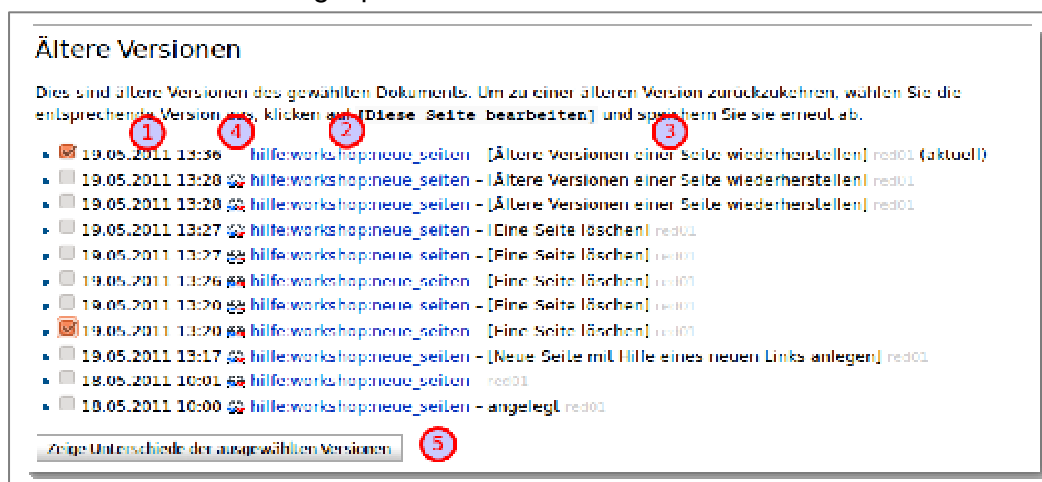 Ältere Versionen
Dies sind ältere Versionen des gewählten Dokuments. Um zu einer älteren Version zurückzukehren, wählen Sie die
entsprechende Version aus, klicken auf [Diese Seite bearbeiten] und speichern Sie sie erneut ab.
1 4 2 3
19.05.2011 13:36 hilfe:workshop:neue_seiten – [Ältere Versionen einer Seite wiederherstellen] red01 (aktuell)
19.05.2011 13:28 hilfe:workshop:neue_seiten – [Ältere Versionen einer Seite wiederherstellen] red01
19.05.2011 13:28 hilfe:workshop:neue_seiten – [Ältere Versionen einer Seite wiederherstellen] red01
19.05.2011 13:27 hilfe:workshop:neue_seiten – [Eine Seite löschen] red01
19.05.2011 13:27 hilfe:workshop:neue_seiten – [Eine Seite löschen] red01
19.05.2011 13:26 hilfe:workshop:neue_seiten – [Eine Seite löschen] red01
19.05.2011 13:20 hilfe:workshop:neue_seiten – [Eine Seite löschen] red01
19.05.2011 13:20 hilfe:workshop:neue_seiten – [Eine Seite löschen] red01
19.05.2011 13:17 hilfe:workshop:neue_seiten – [Neue Seite mit Hilfe eines neuen Links anlegen] red01
18.05.2011 10:01 hilfe:workshop:neue_seiten red01
18.05.2011 10:00 hilfe:workshop:neue_seiten – angelegt red01
Zeige Unterschiede der ausgewählten Versionen 5